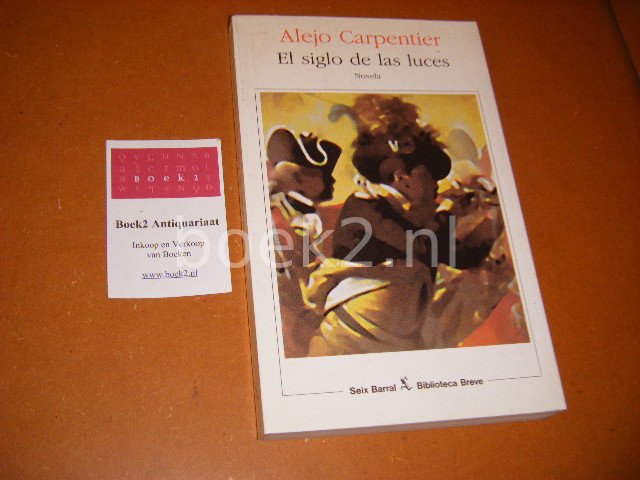 Alejo Carpentier
El siglo de las luces
Novela
Seix Barral Biblioteca Breve
B o e k 2
Boek2 Antiquariaat
Inkoop en Verkoop
van Boeken
www.boek2.nl
boek2.nl